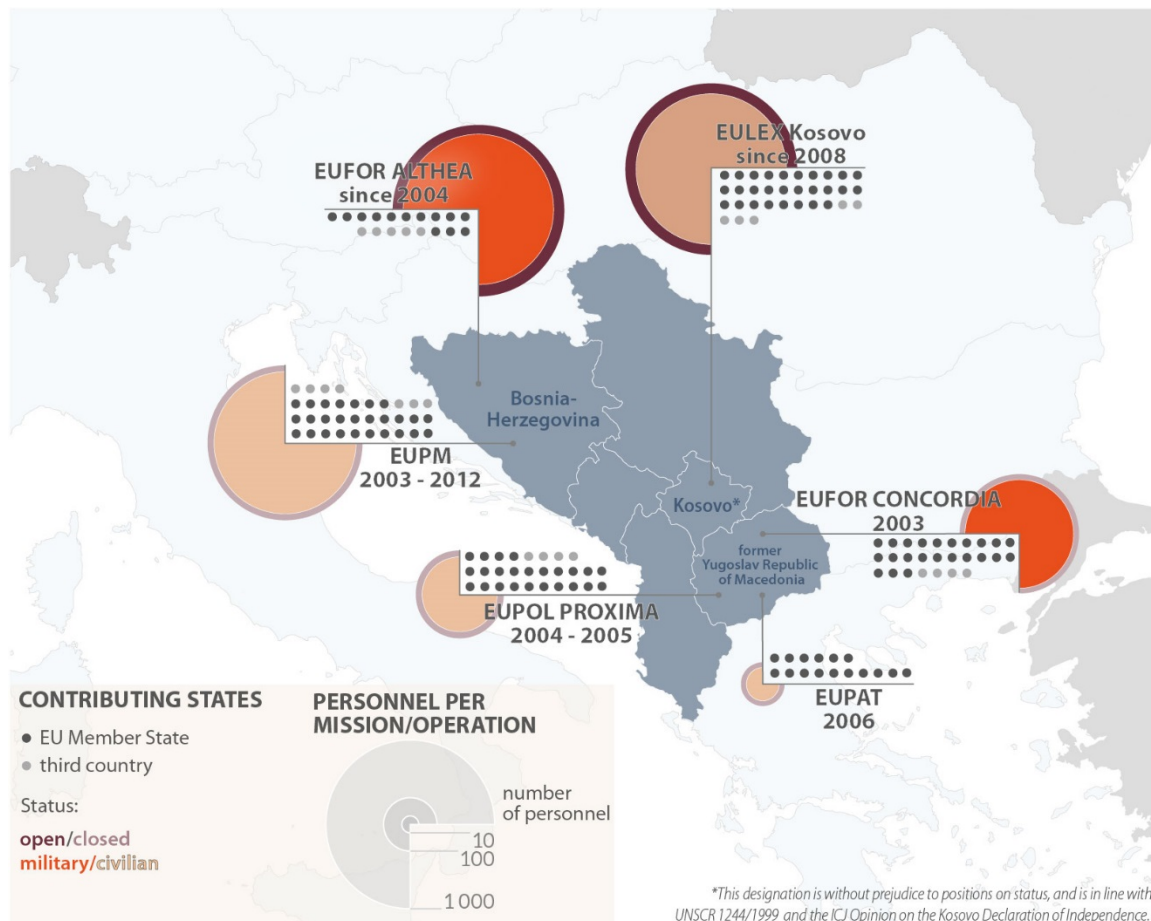 EUFOR ALTHEA
since 2004
EULEX Kosovo
since 2008
Bosnia-
Herzegovina
EUPM
2003 - 2012
Kosovo*
EUFOR CONCORDIA
2003
former
Yugoslav Republic
of Macedonia
EUPOL PROXIMA
2004 - 2005
EUPAT
2006
CONTRIBUTING STATES
EU Member State
third country
Status:
open/closed
military/civilian
PERSONNEL PER
MISSION/OPERATION
number
of personnel
10
100
1 000
*This designation is without prejudice to positions on status, and is in line with
UNSCR 1244/1999 and the ICJ Opinion on the Kosovo Declaration of Independence.